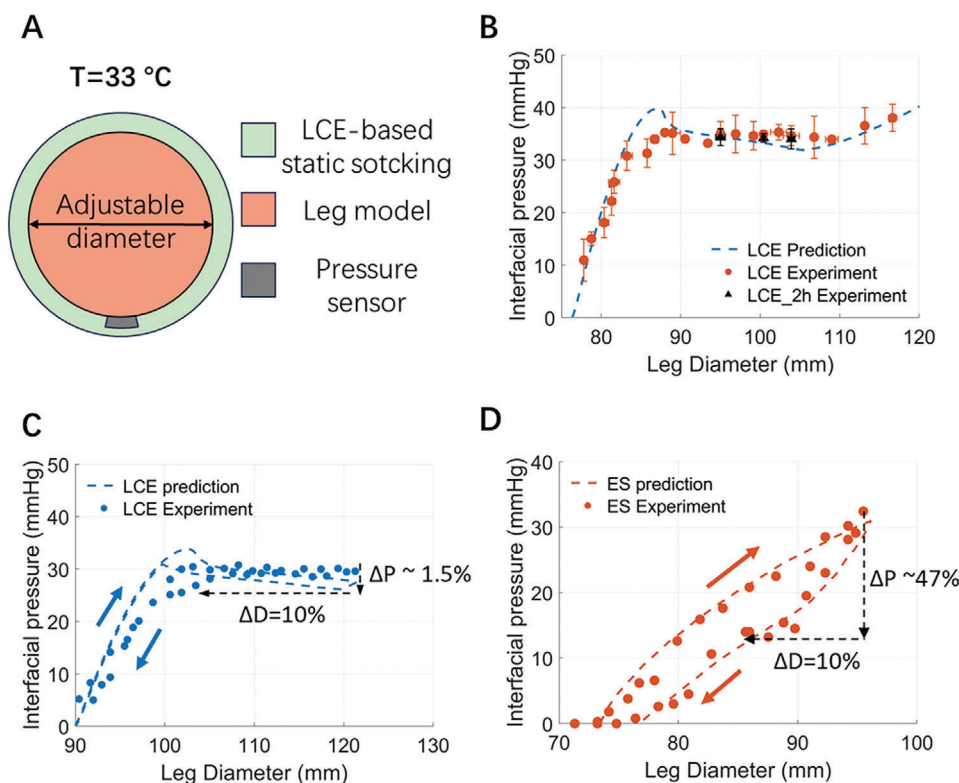 A
T=33 °C
Adjustable
diameter
LCE-based
static sotcking
Leg model
Pressure
sensor
B
Interfacial pressure (mmHg)
50
40
30
20
10
0
LCE Prediction
LCE Experiment
LCE_2h Experiment
80
90
100
110
120
Leg Diameter (mm)
C
Interfacial pressure (mmHg)
50
40
30
20
10
0
LCE prediction
LCE Experiment
ΔP ~ 1.5%
ΔD=10%
90
100
110
120
130
Leg Diameter (mm)
D
Interfacial pressure (mmHg)
40
30
20
10
0
ES prediction
ES Experiment
ΔP ~47%
ΔD=10%
70
80
90
100
Leg Diameter (mm)